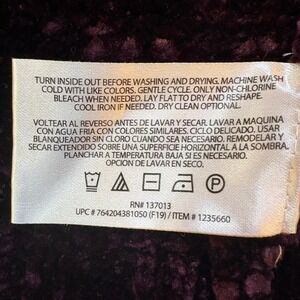 TURN INSIDE OUT BEFORE WASHING AND DRYING. MACHINE WASH
COLD WITH LIKE COLORS. GENTLE CYCLE. ONLY NON-CHLORINE
BLEACH WHEN NEEDED. LAY FLAT TO DRY AND RESHAPE.
COOL IRON IF NEEDED. DRY CLEAN OPTIONAL.
VOLTEAR AL REVERSO ANTES DE LAVAR Y SECAR. LAVAR A MAQUINA
CON AGUA FRIA CON COLORES SIMILARES. CICLO DELICADO. USAR
BLANQUEADOR SIN CLORO CUANDO SEA NECESARIO. REMODELAR Y
SECAR EXTENDIDO SOBRE UNA SUPERFICIE HORIZONTAL A LA SOMBRA.
PLANCHAR A TEMPERATURA BAJA SI ES NECESARIO.
OPCION DE LAVAR EN SECO.
P
RN# 137013
UPC # 764204381050 (F19) / ITEM # 1235660